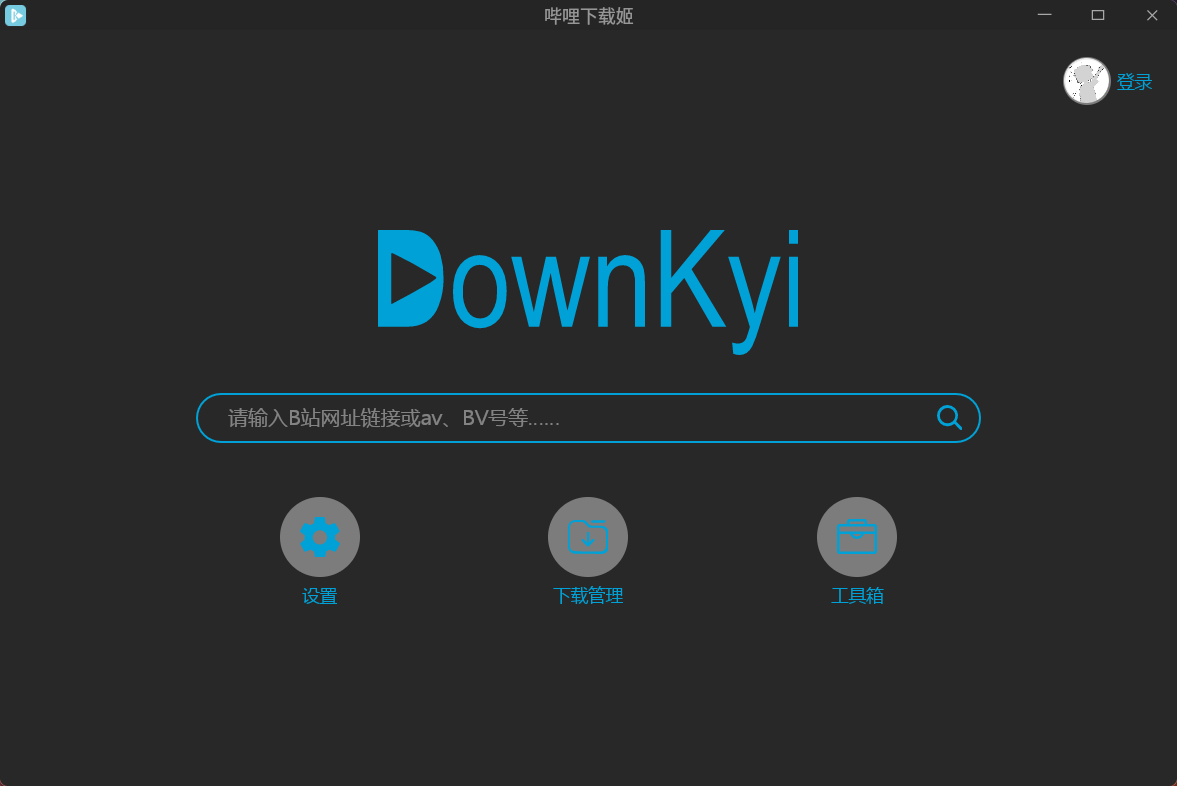 哔哩下载姬
登录
DownKyi
请输入B站网址链接或av、BV号等......
设置
下载管理
工具箱